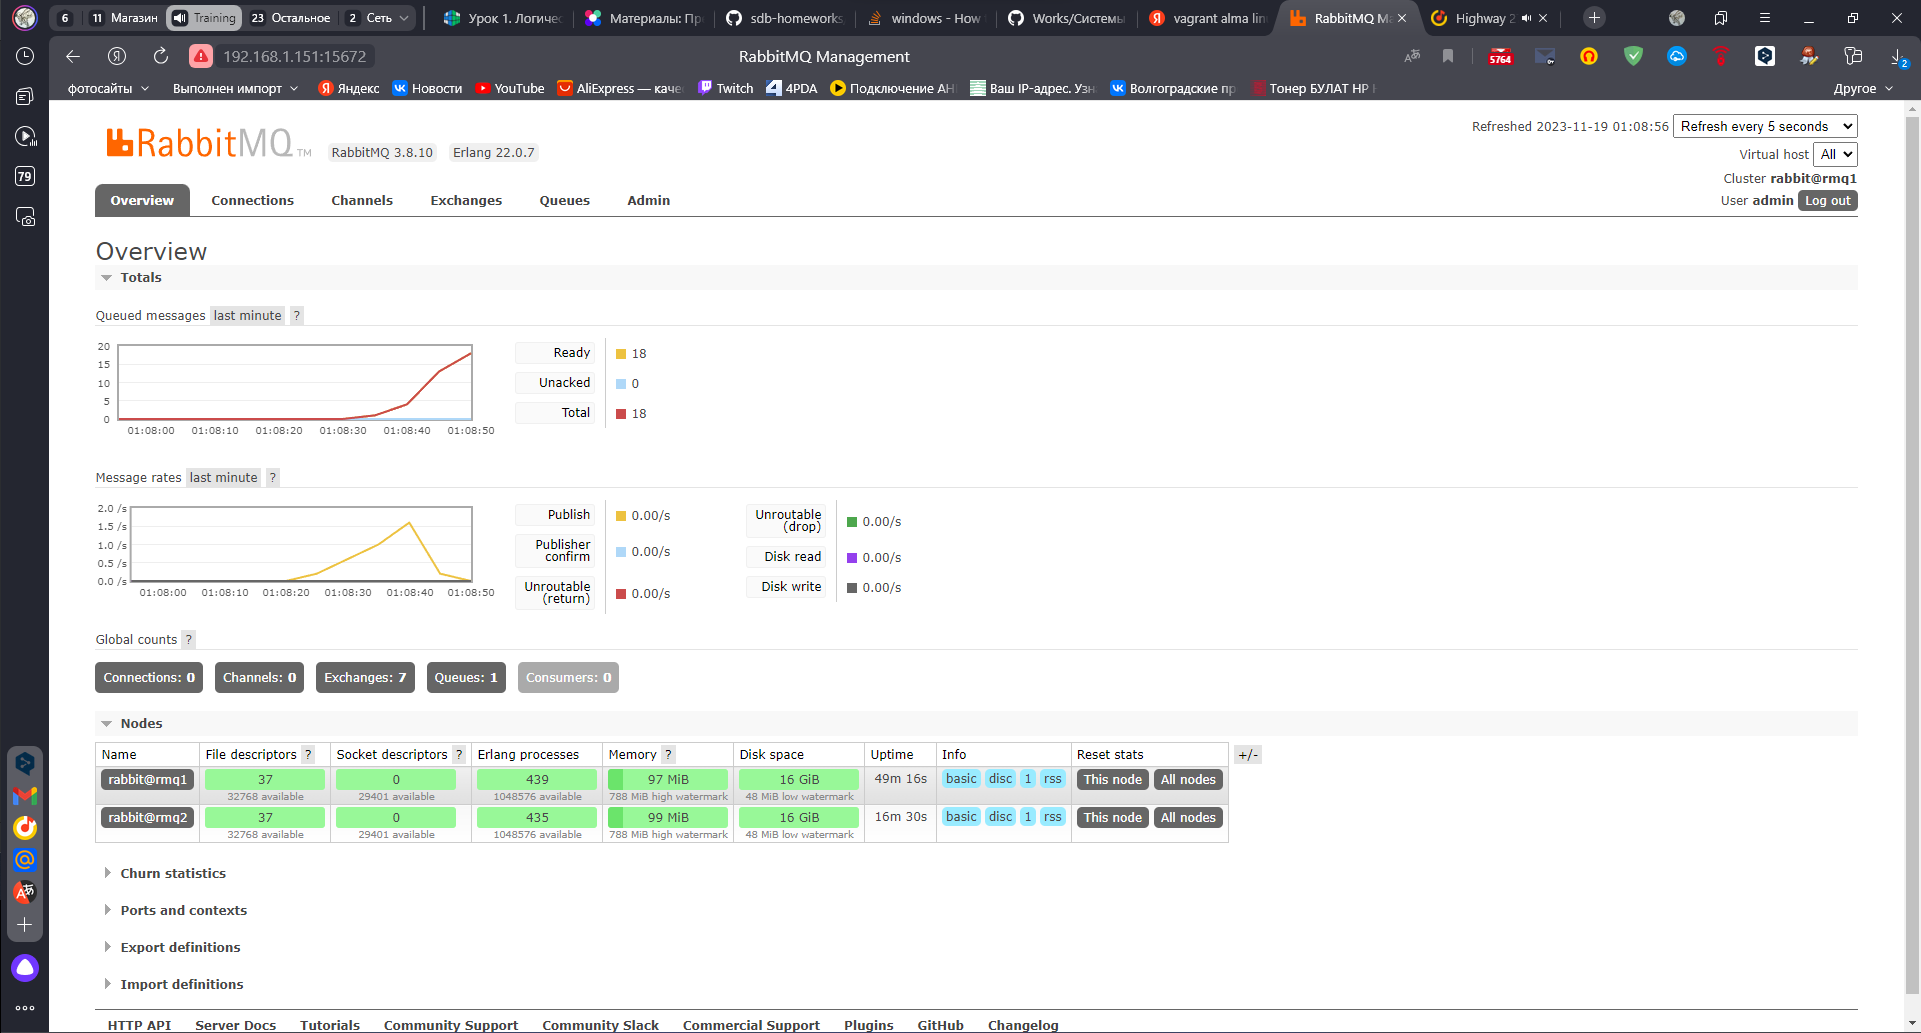 6 11 Магазин Training 23 Остальное 2 Сеть Урок 1. Логичес Материалы: Пр sdb-homeworks, windows - How Works/Системы vagrant alma lin RabbitMQ Ma Highway 2
192.168.1.151:15672 RabbitMQ Management 5764 2
фотосайты Выполнен импорт Яндекс Новости YouTube AliExpress — каче Twitch 4PDA Подключение АН Ваш IP-адрес. Узн Волгоградские пр Тонер БУЛАТ HP Другое
79
RabbitMQ TM RabbitMQ 3.8.10 Erlang 22.0.7
Refreshed 2023-11-19 01:08:56 Refresh every 5 seconds
Virtual host All
Cluster rabbit@rmq1
User admin Log out
Overview Connections Channels Exchanges Queues Admin
Overview
Totals
Queued messages last minute ?
20
15
10
5
0
01:08:00 01:08:10 01:08:20 01:08:30 01:08:40 01:08:50
Ready 18
Unacked 0
Total 18
Message rates last minute ?
2.0 /s
1.5 /s
1.0 /s
0.5 /s
0.0 /s
01:08:00 01:08:10 01:08:20 01:08:30 01:08:40 01:08:50
Publish 0.00/s
Publisher confirm 0.00/s
Unroutable (return) 0.00/s
Unroutable (drop) 0.00/s
Disk read 0.00/s
Disk write 0.00/s
Global counts ?
Connections: 0 Channels: 0 Exchanges: 7 Queues: 1 Consumers: 0
Nodes
Name File descriptors ? Socket descriptors ? Erlang processes Memory ? Disk space Uptime Info Reset stats +/-
rabbit@rmq1 37 0 439 97 MiB 16 GiB 49m 16s basic disc 1 rss This node All nodes
32768 available 29401 available 1048576 available 788 MiB high watermark 48 MiB low watermark
rabbit@rmq2 37 0 435 99 MiB 16 GiB 16m 30s basic disc 1 rss This node All nodes
32768 available 29401 available 1048576 available 788 MiB high watermark 48 MiB low watermark
Churn statistics
Ports and contexts
Export definitions
Import definitions
HTTP API Server Docs Tutorials Community Support Community Slack Commercial Support Plugins GitHub Changelog